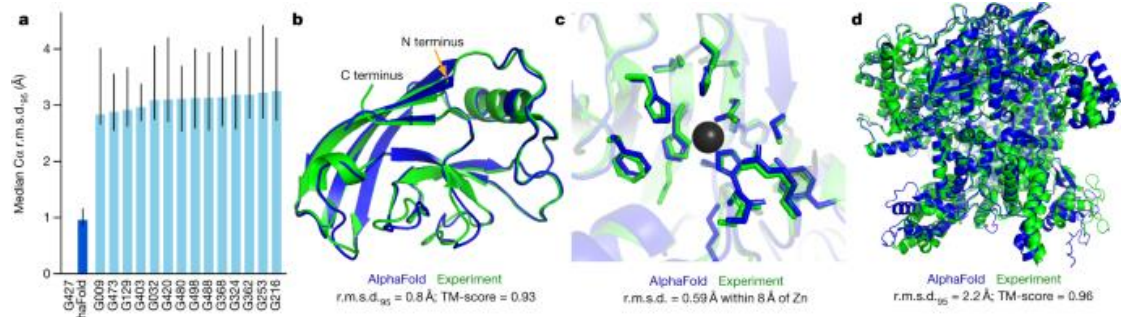 a
Median Cα r.m.s.d.95 (Å)
4
3
2
1
0
G427
haFold
G009
G473
G129
G403
G032
G420
G480
G498
G488
G368
G324
G362
G253
G216
b
N terminus
C terminus
AlphaFold Experiment
r.m.s.d.95 = 0.8 Å; TM-score = 0.93
c
AlphaFold Experiment
r.m.s.d. = 0.59 Å within 8 Å of Zn
d
AlphaFold Experiment
r.m.s.d.95 = 2.2 Å; TM-score = 0.96